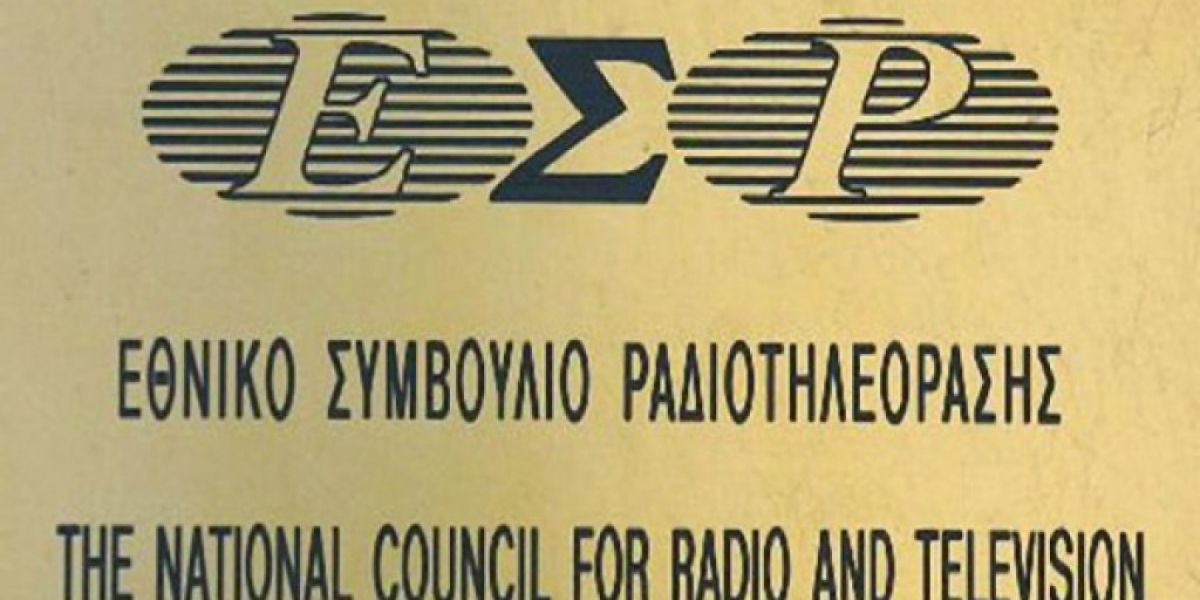 ΕΣΡ
ΕΘΝΙΚΟ ΣΥΜΒΟΥΛΙΟ ΡΑΔΙΟΤΗΛΕΟΡΑΣΗΣ
THE NATIONAL COUNCIL FOR RADIO AND TELEVISION